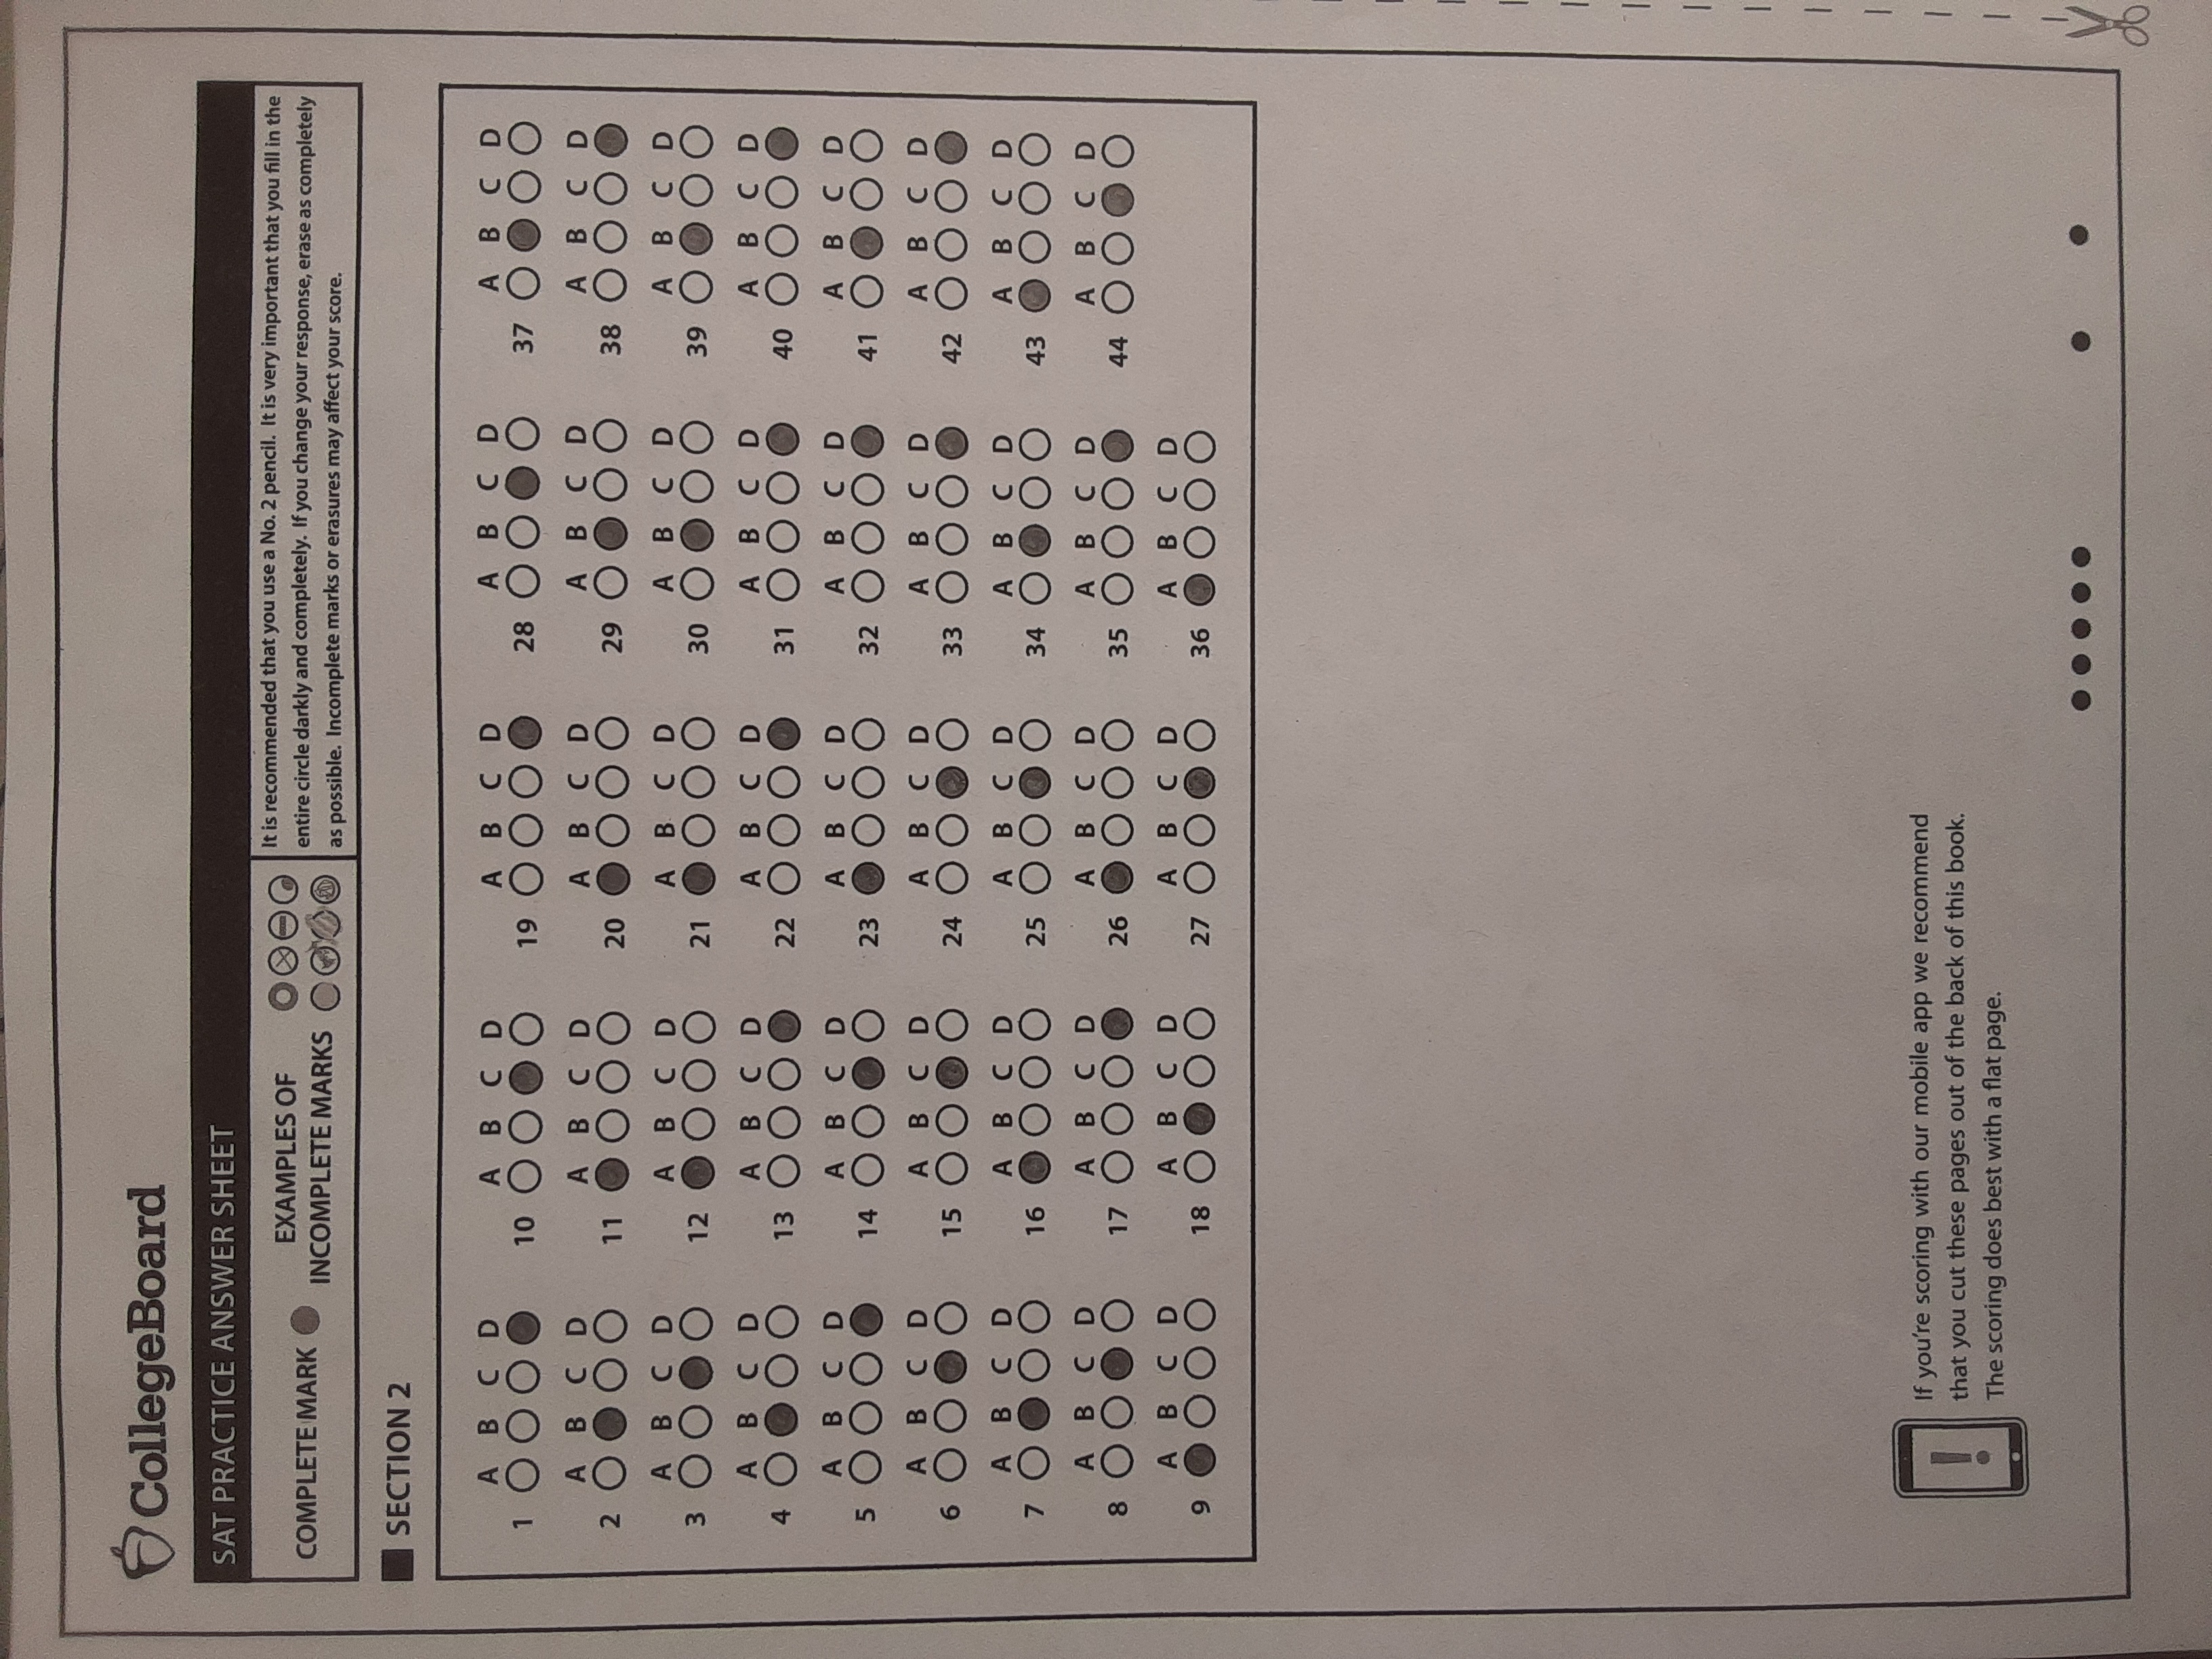 CollegeBoard
SAT PRACTICE ANSWER SHEET
COMPLETE MARK
EXAMPLES OF
INCOMPLETE MARKS
It is recommended that you use a No. 2 pencil. It is very important that you fill in the
entire circle darkly and completely. If you change your response, erase as completely
as possible. Incomplete marks or erasures may affect your score.
SECTION 2
A B C D
1
A B C D
2
A B C D
3
A B C D
4
A B C D
5
A B C D
6
A B C D
7
A B C D
8
A B C D
9
A B C D
10
A B C D
11
A B C D
12
A B C D
13
A B C D
14
A B C D
15
A B C D
16
A B C D
17
A B C D
18
A B C D
19
A B C D
20
A B C D
21
A B C D
22
A B C D
23
A B C D
24
A B C D
25
A B C D
26
A B C D
27
A B C D
28
A B C D
29
A B C D
30
A B C D
31
A B C D
32
A B C D
33
A B C D
34
A B C D
35
A B C D
36
A B C D
37
A B C D
38
A B C D
39
A B C D
40
A B C D
41
A B C D
42
A B C D
43
A B C D
44
If you're scoring with our mobile app we recommend
that you cut these pages out of the back of this book.
The scoring does best with a flat page.